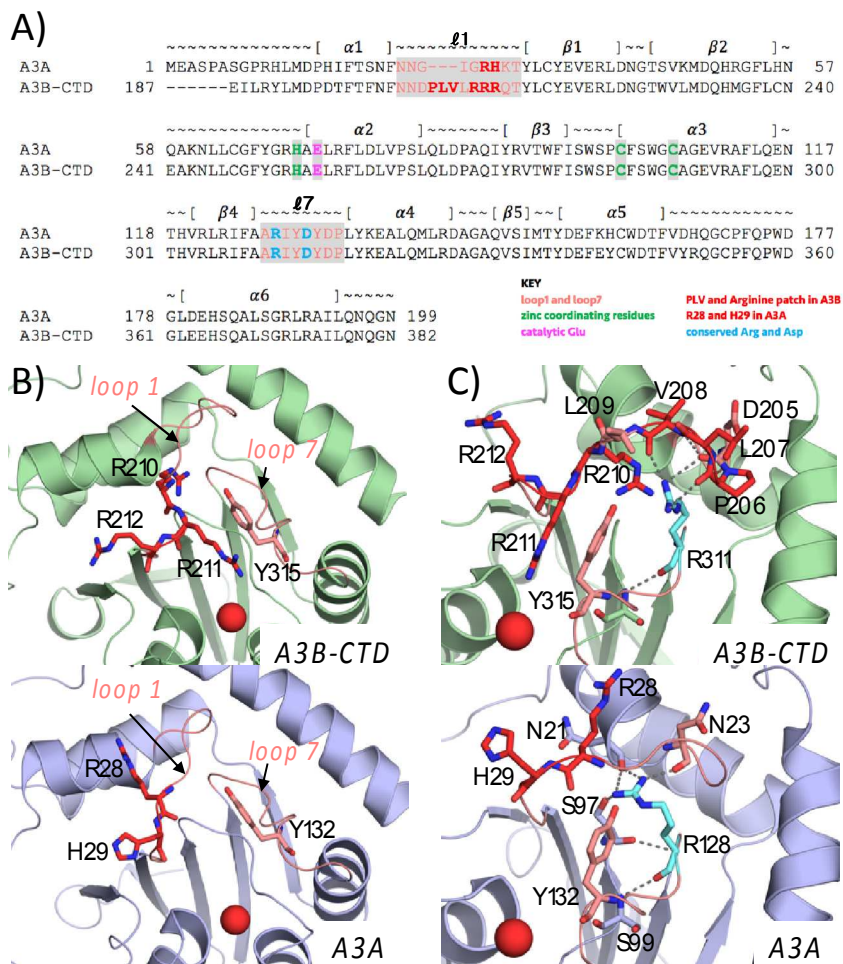 A)
ℓ1
~~~~~~~~~~~~~~~[ α1 ]~~~~~~~~~~~~[ β1 ]~~[ β2 ]~
A3A 1 MEASPASGPRHLMDPHIFTSNFNNG---IGRHKTYLCYEVERLDNGTSVKMDQHRGFLHN 57
A3B-CTD 187 ------EILRYLMDPDTFTFNFNNDPLVLRRRQTYLCYEVERLDNGTWVLMDQHMGFLCN 240
~~~~~~~~~~~~~~[ α2 ]~~~~~~~~[ β3 ]~~~~~[ α3 ]~
A3A 58 QAKNLLCGFYGRHAELRFLDLVPSLQLDPAQIYRVTWFISWSPCFSWGCAGEVRAFLQEN 117
A3B-CTD 241 EAKNLLCGFYGRHAELRFLDLVPSLQLDPAQIYRVTWFISWSPCFSWGCAGEVRAFLQEN 300
ℓ7
~~[ β4 ]~~~~~~~~~[ α4 ]~~~~[β5]~~[ α5 ]~~~~~~~~~~~
A3A 118 THVRLRIFAARIYDYDPLYKEALQMLRDAGAQVSIMTYDEFKHCWDTFVDHQGCPFQPWD 177
A3B-CTD 301 THVRLRIFAARIYDYDPLYKEALQMLRDAGAQVSIMTYDEFEYCWDTFVYRQGCPFQPWD 360
~[ α6 ]~~~~~
A3A 178 GLDEHSQALSGRLRAILQNQGN 199
A3B-CTD 361 GLEEHSQALSGRLRAILQNQGN 382
KEY
loop1 and loop7 PLV and Arginine patch in A3B
zinc coordinating residues R28 and H29 in A3A
catalytic Glu conserved Arg and Asp
B)
loop 1
loop 7
R210
R212
R211
Y315
A3B-CTD
C)
V208
L209
D205
R212
L207
R210
P206
R211
R311
Y315
A3B-CTD
loop 1
loop 7
R28
Y132
H29
A3A
R28
N21
N23
H29
S97
R128
Y132
S99
A3A